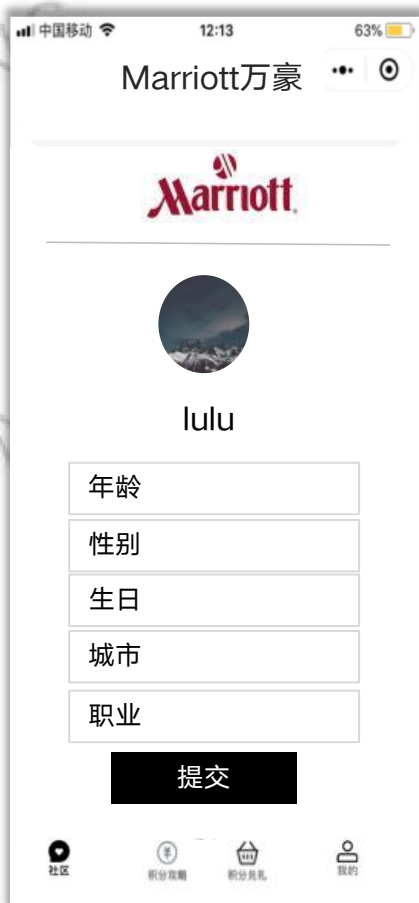 中国移动 12:13 63%
Marriott万豪
Marriott
lulu
年龄
性别
生日
城市
职业
提交
社区 积分攻略 积分兑礼 我的